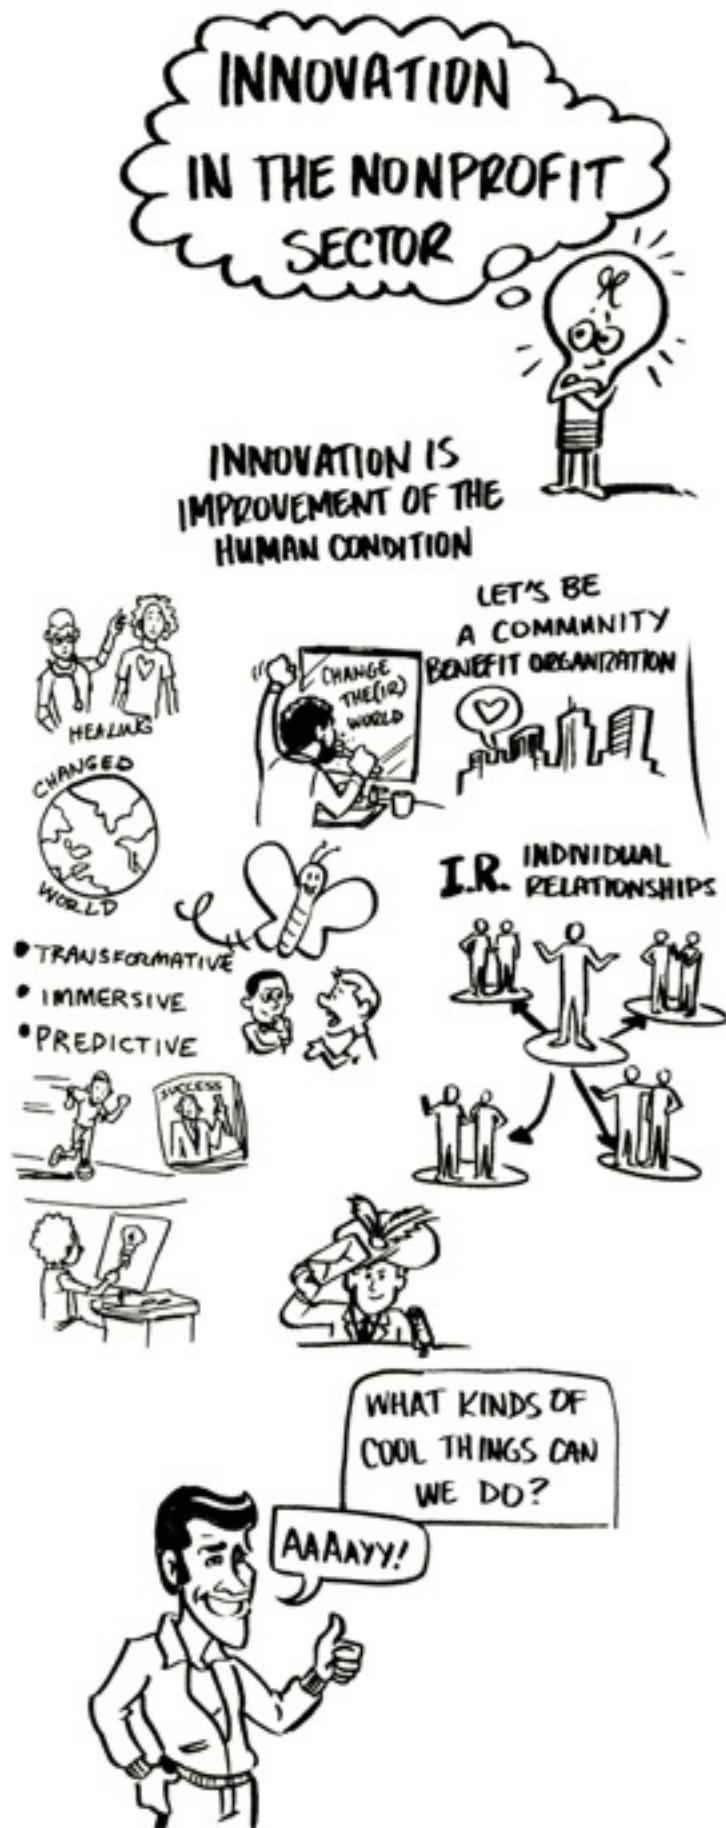 INNOVATION
IN THE NONPROFIT
SECTOR
INNOVATION IS
IMPROVEMENT OF THE
HUMAN CONDITION
HEALING
CHANGED
WORLD
CHANGE
THE(IR)
WORLD
LET'S BE
A COMMUNITY
BENEFIT ORGANIZATION
I.R. INDIVIDUAL
RELATIONSHIPS
• TRANSFORMATIVE
• IMMERSIVE
• PREDICTIVE
SUCCESS
WHAT KINDS OF
COOL THINGS CAN
WE DO?
AAAAYY!